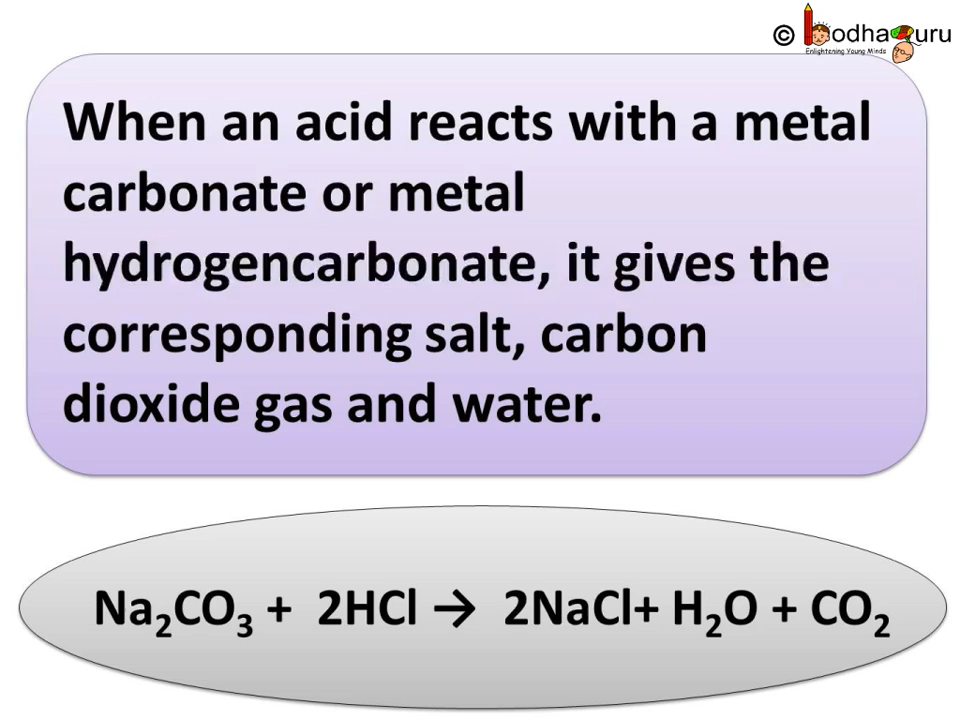 © BodhaGuru
Enlightening Young Minds
When an acid reacts with a metal
carbonate or metal
hydrogencarbonate, it gives the
corresponding salt, carbon
dioxide gas and water.
Na₂CO₃ + 2HCl → 2NaCl+ H₂O + CO₂